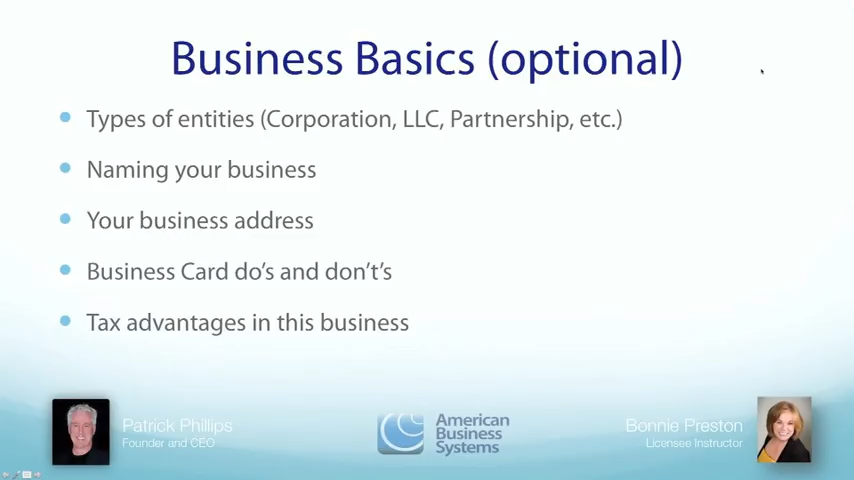 Business Basics (optional)
Types of entities (Corporation, LLC, Partnership, etc.)
Naming your business
Your business address
Business Card do's and don't's
Tax advantages in this business
Patrick Phillips
Founder and CEO
American
Business
Systems
Bonnie Preston
Licensee Instructor